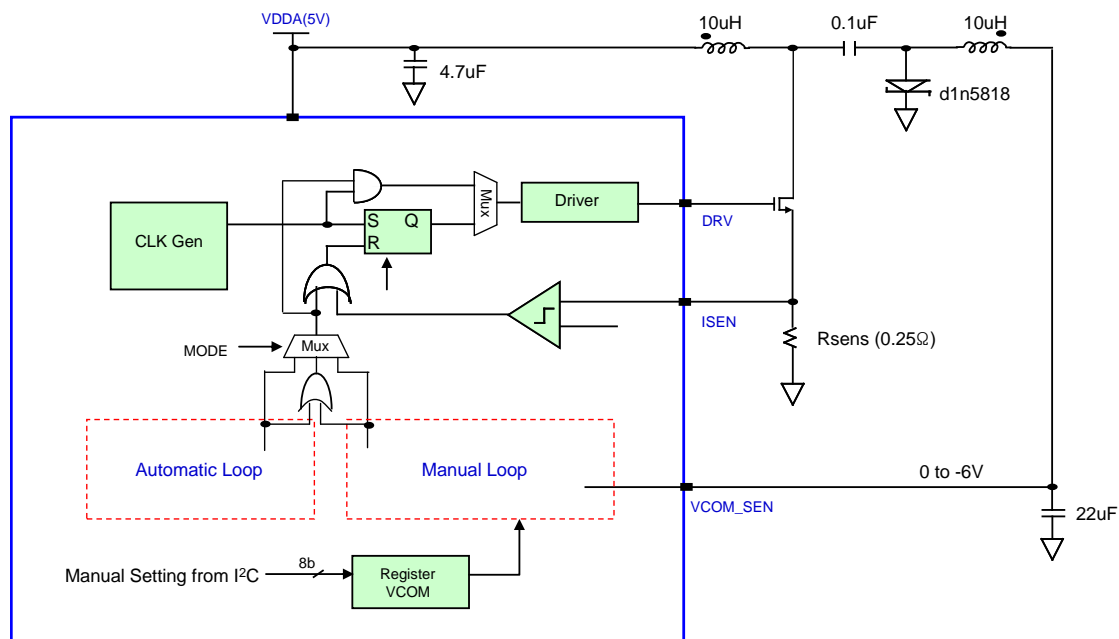 VDDA(5V)
10uH
0.1uF
10uH
4.7uF
d1n5818
CLK Gen
S
Q
R
Mux
Driver
DRV
ISEN
Rsens (0.25Ω)
MODE
Mux
Automatic Loop
Manual Loop
0 to -6V
VCOM_SEN
22uF
Manual Setting from I²C
8b
Register
VCOM